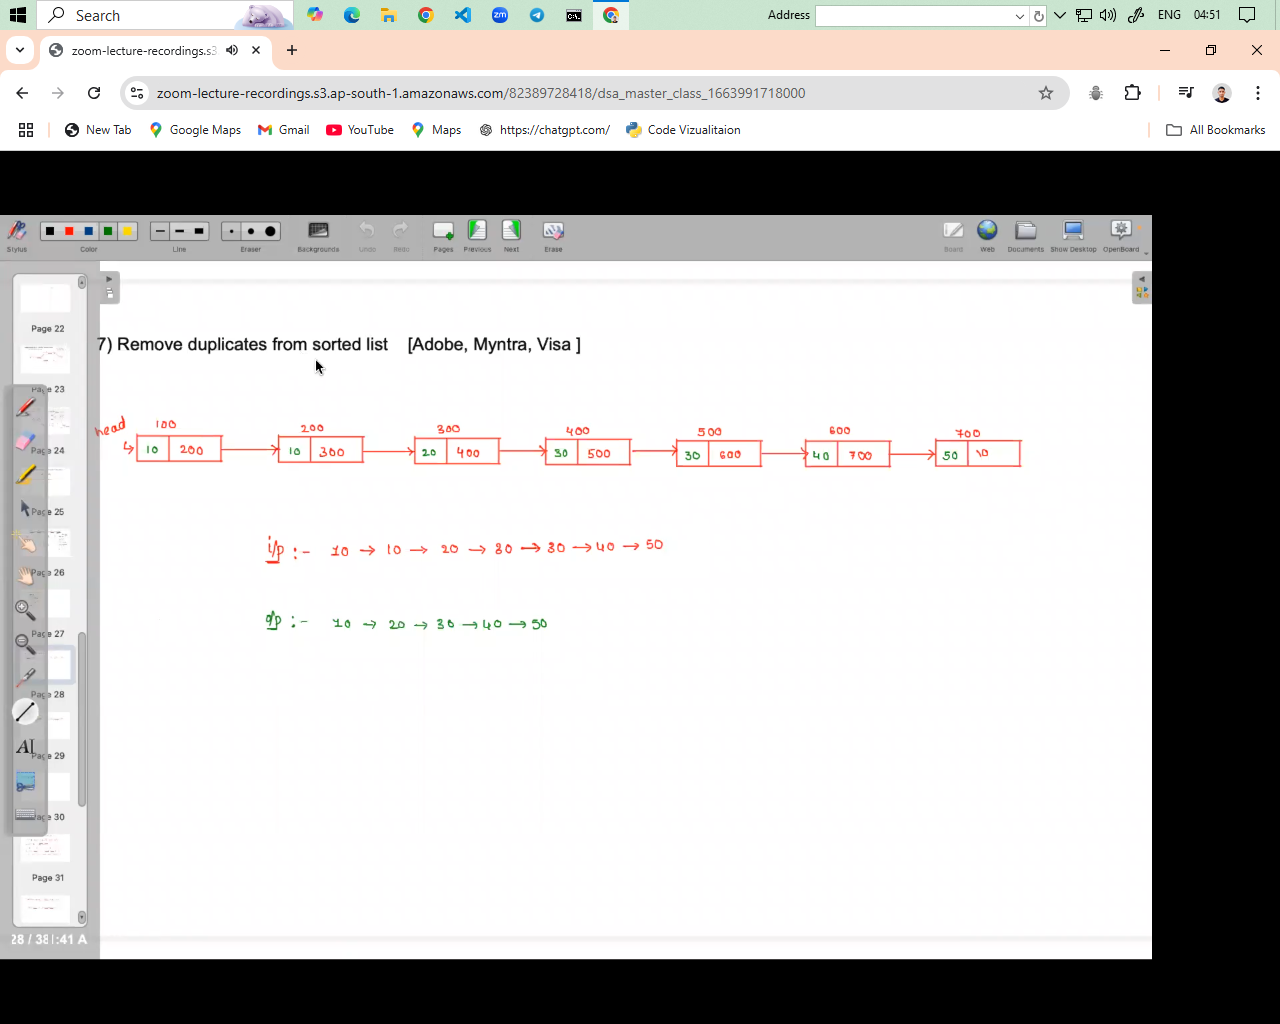 Search
Address
ENG 04:51
zoom-lecture-recordings.s3
zoom-lecture-recordings.s3.ap-south-1.amazonaws.com/82389728418/dsa_master_class_1663991718000
New Tab Google Maps Gmail YouTube Maps https://chatgpt.com/ Code Vizualitaion All Bookmarks
Stylus Color Line Eraser Backgrounds Undo Redo Pages Previous Next Erase Board Web Documents Show Desktop OpenBoard
Page 22
Page 23
Page 24
Page 25
Page 26
Page 27
Page 28
Page 29
Page 30
Page 31
28 / 38
1:41 A
7) Remove duplicates from sorted list [Adobe, Myntra, Visa ]
head 100 200 300 400 500 600 700
10 200 → 10 300 → 20 400 → 30 500 → 30 600 → 40 700 → 50
i/p :- 10 → 10 → 20 → 30 → 30 → 40 → 50
o/p :- 10 → 20 → 30 → 40 → 50